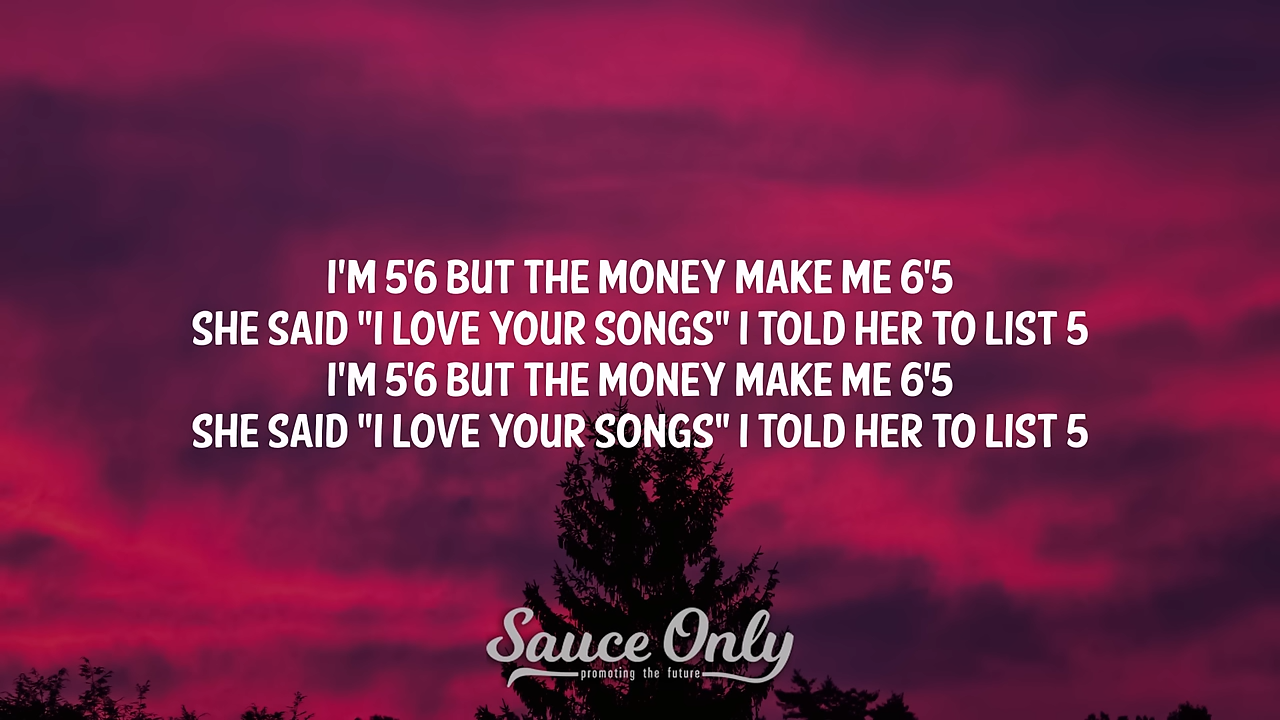 I'M 5'6 BUT THE MONEY MAKE ME 6'5
SHE SAID "I LOVE YOUR SONGS" I TOLD HER TO LIST 5
I'M 5'6 BUT THE MONEY MAKE ME 6'5
SHE SAID "I LOVE YOUR SONGS" I TOLD HER TO LIST 5
Sauce Only
promoting the future